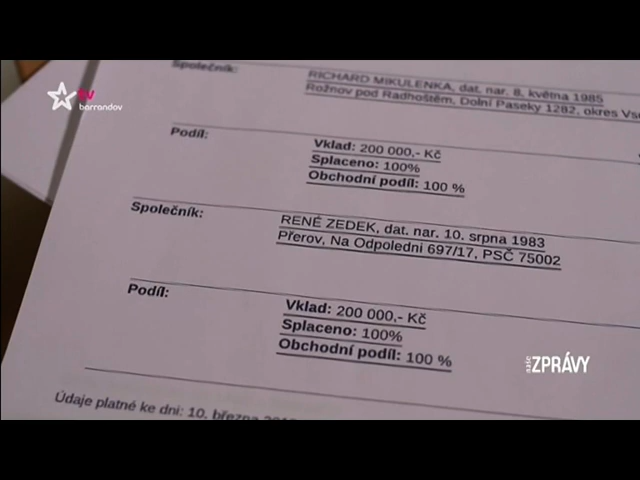 tv
barrandov
Společník:
RICHARD MIKULENKA, dat. nar. 8. května 1985
Rožnov pod Radhoštěm, Dolní Paseky 1282, okres
Podíl:
Vklad: 200 000,- Kč
Splaceno: 100%
Obchodní podíl: 100 %
Společník:
RENÉ ZEDEK, dat. nar. 10. srpna 1983
Přerov, Na Odpolední 697/17, PSČ 75002
Podíl:
Vklad: 200 000,- Kč
Splaceno: 100%
Obchodní podíl: 100 %
naše ZPRÁVY
Údaje platné ke dni: 10. března